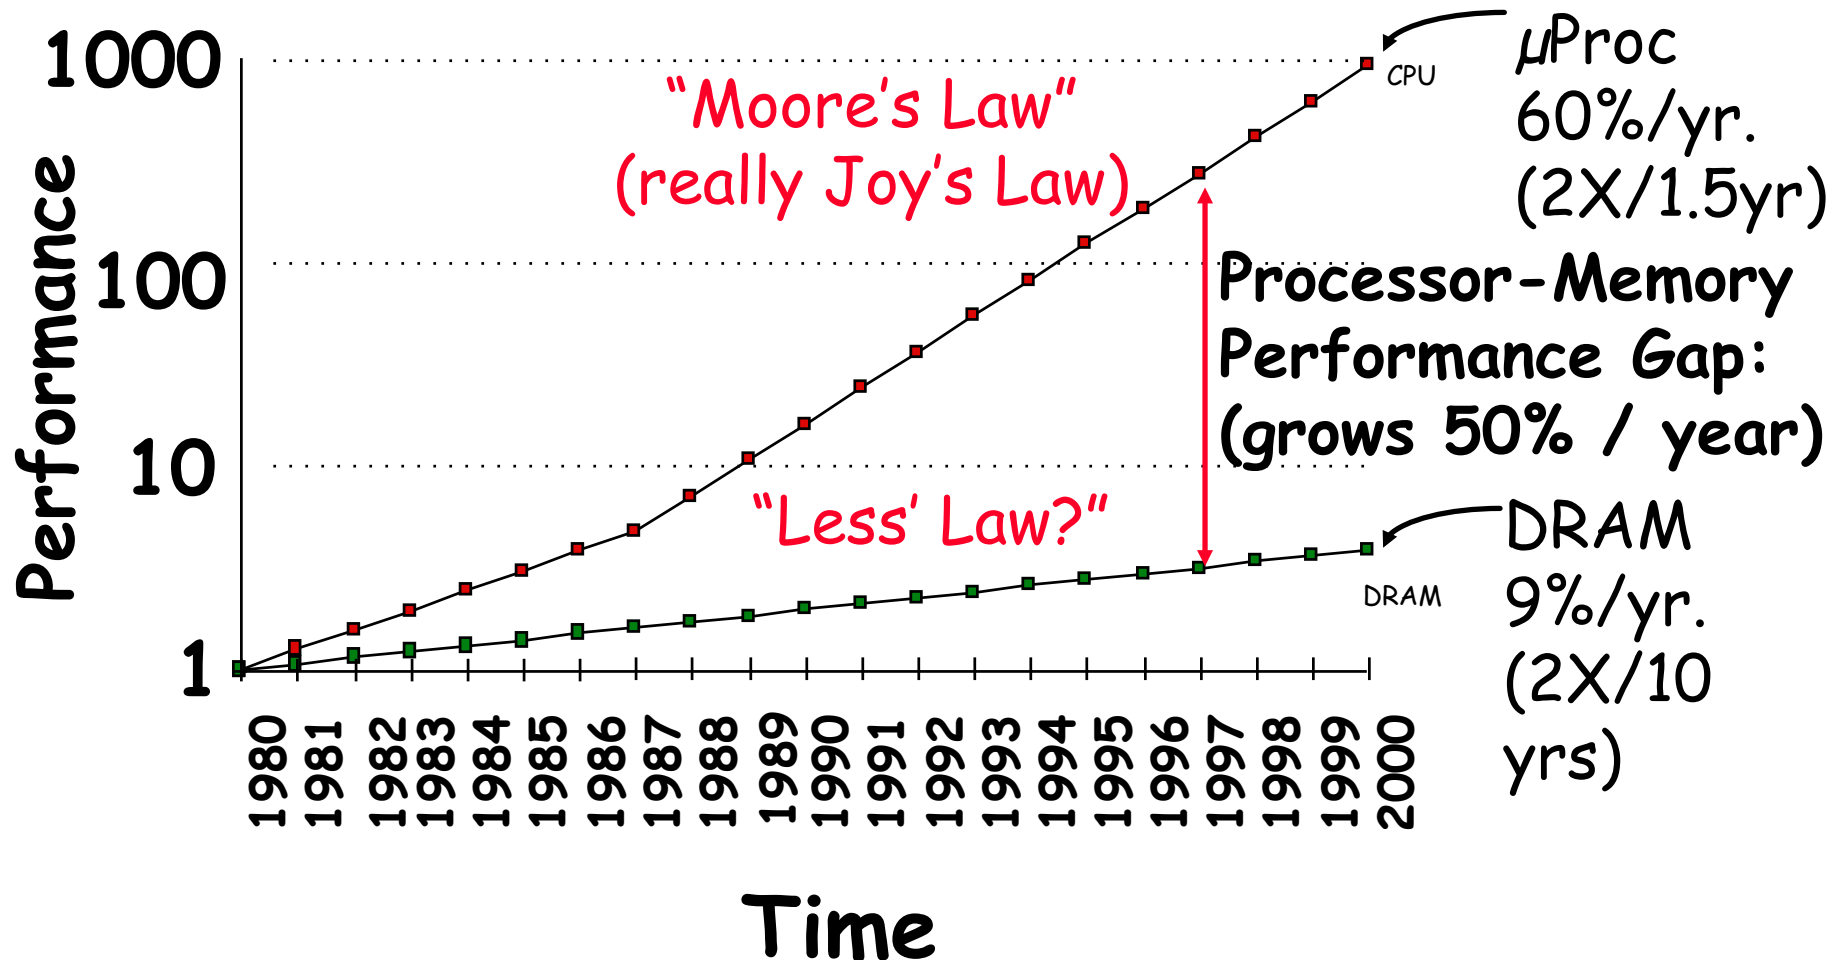 1000
100
10
1
Performance
“Moore’s Law”
(really Joy’s Law)
CPU
µProc
60%/yr.
(2X/1.5yr)
Processor-Memory
Performance Gap:
(grows 50% / year)
“Less’ Law?”
DRAM
DRAM
9%/yr.
(2X/10
yrs)
1980
1981
1982
1983
1984
1985
1986
1987
1988
1989
1990
1991
1992
1993
1994
1995
1996
1997
1998
1999
2000
Time